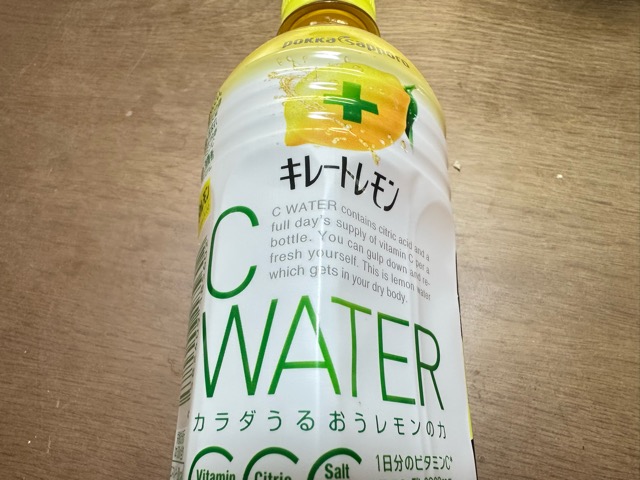 pokka sapporo
キレートレモン
C WATER contains citric acid and a
full day's supply of vitamin C per a
bottle. You can gulp down and re-
fresh yourself. This is lemon water
which gets in your dry body.
C
WATER
カラダうるおうレモンの力
CCC
Vitamin
Citric
Salt
1日分のビタミンC*